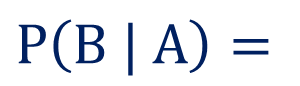 P(B | A) =